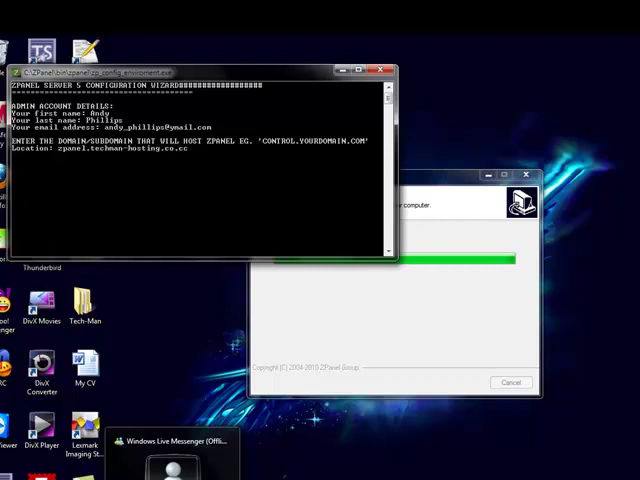 TS
C:\ZPanel\bin\zpanel\zp_config_enviroment.exe
ZPANEL SERVER 5 CONFIGURATION WIZARD##################
=====================================
ADMIN ACCOUNT DETAILS:
Your first name: Andy
Your last name: Phillips
Your email address: andy_phillips@ymail.com
ENTER THE DOMAIN/SUBDOMAIN THAT WILL HOST ZPANEL EG. 'CONTROL.YOURDOMAIN.COM'
Location: zpanel.techman-hosting.co.cc
computer.
Thunderbird
DivX Movies
Tech-Man
Copyright (C) 2004-2010 ZPanel Group.
Cancel
DivX
Converter
My CV
DivX Player
Lexmark
Imaging St...
Windows Live Messenger (Offli...